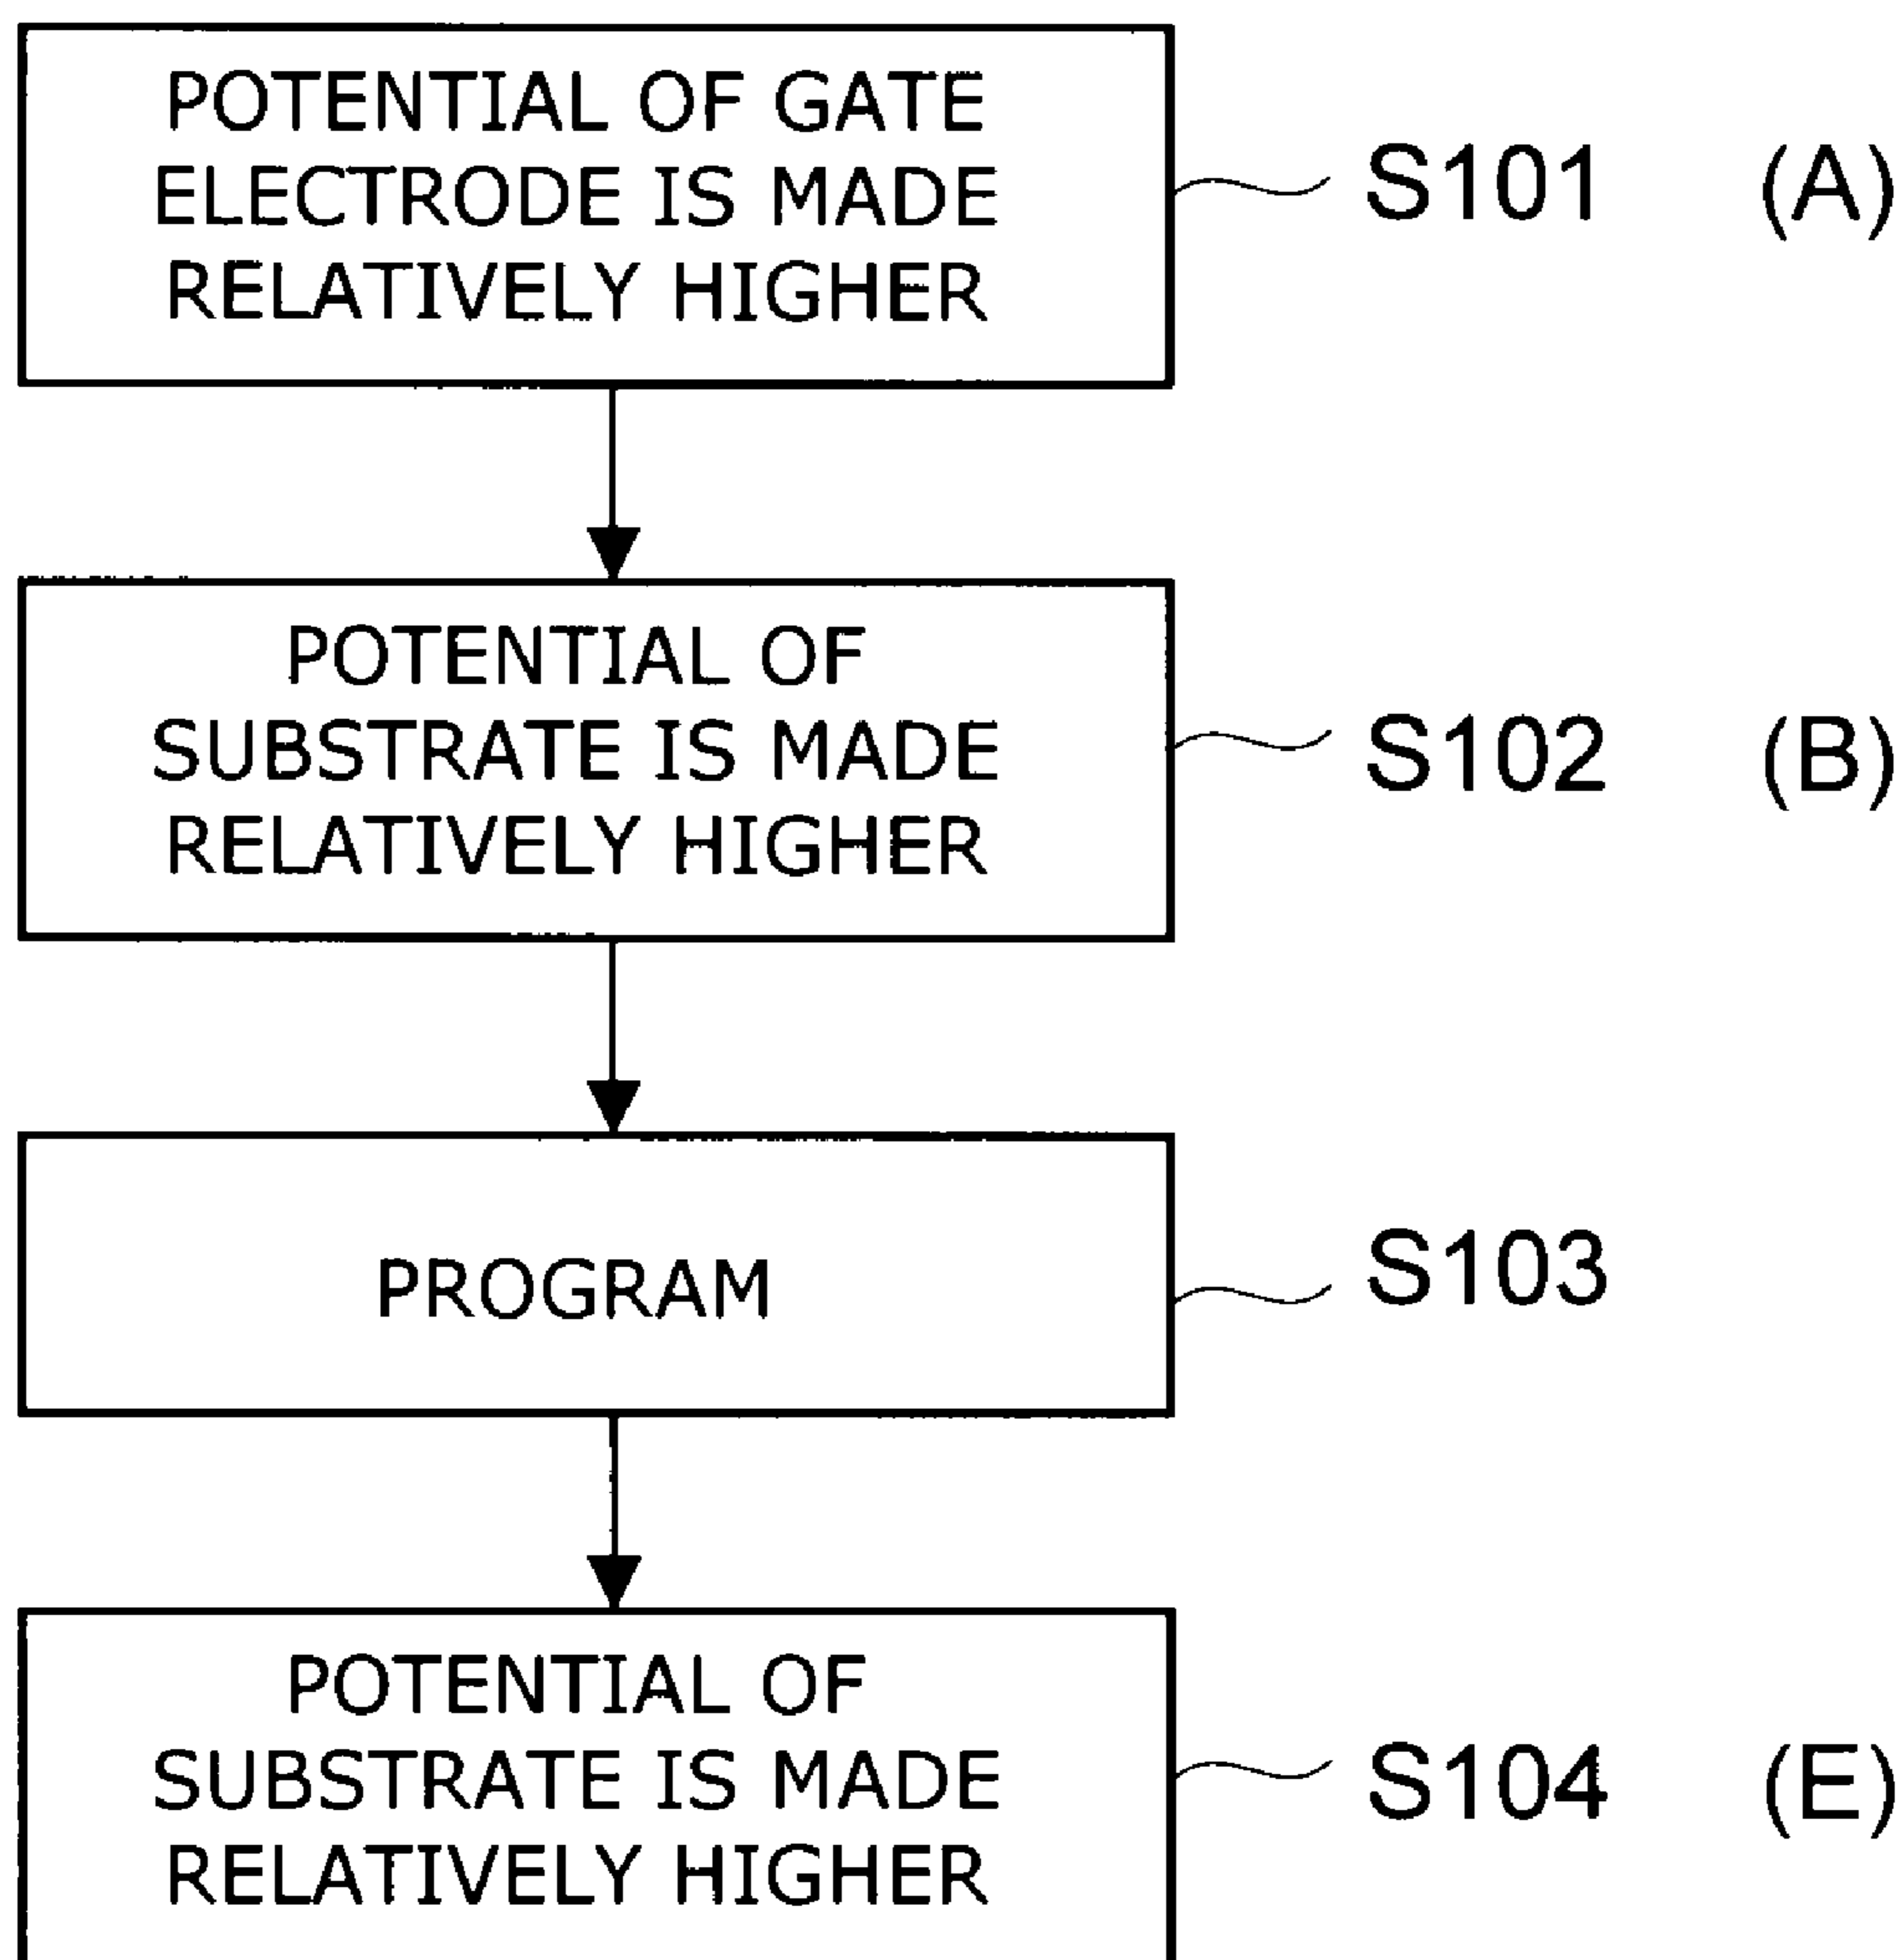 POTENTIAL OF GATE
ELECTRODE IS MADE
RELATIVELY HIGHER
S101 (A)
POTENTIAL OF
SUBSTRATE IS MADE
RELATIVELY HIGHER
S102 (B)
PROGRAM
S103
POTENTIAL OF
SUBSTRATE IS MADE
RELATIVELY HIGHER
S104 (E)